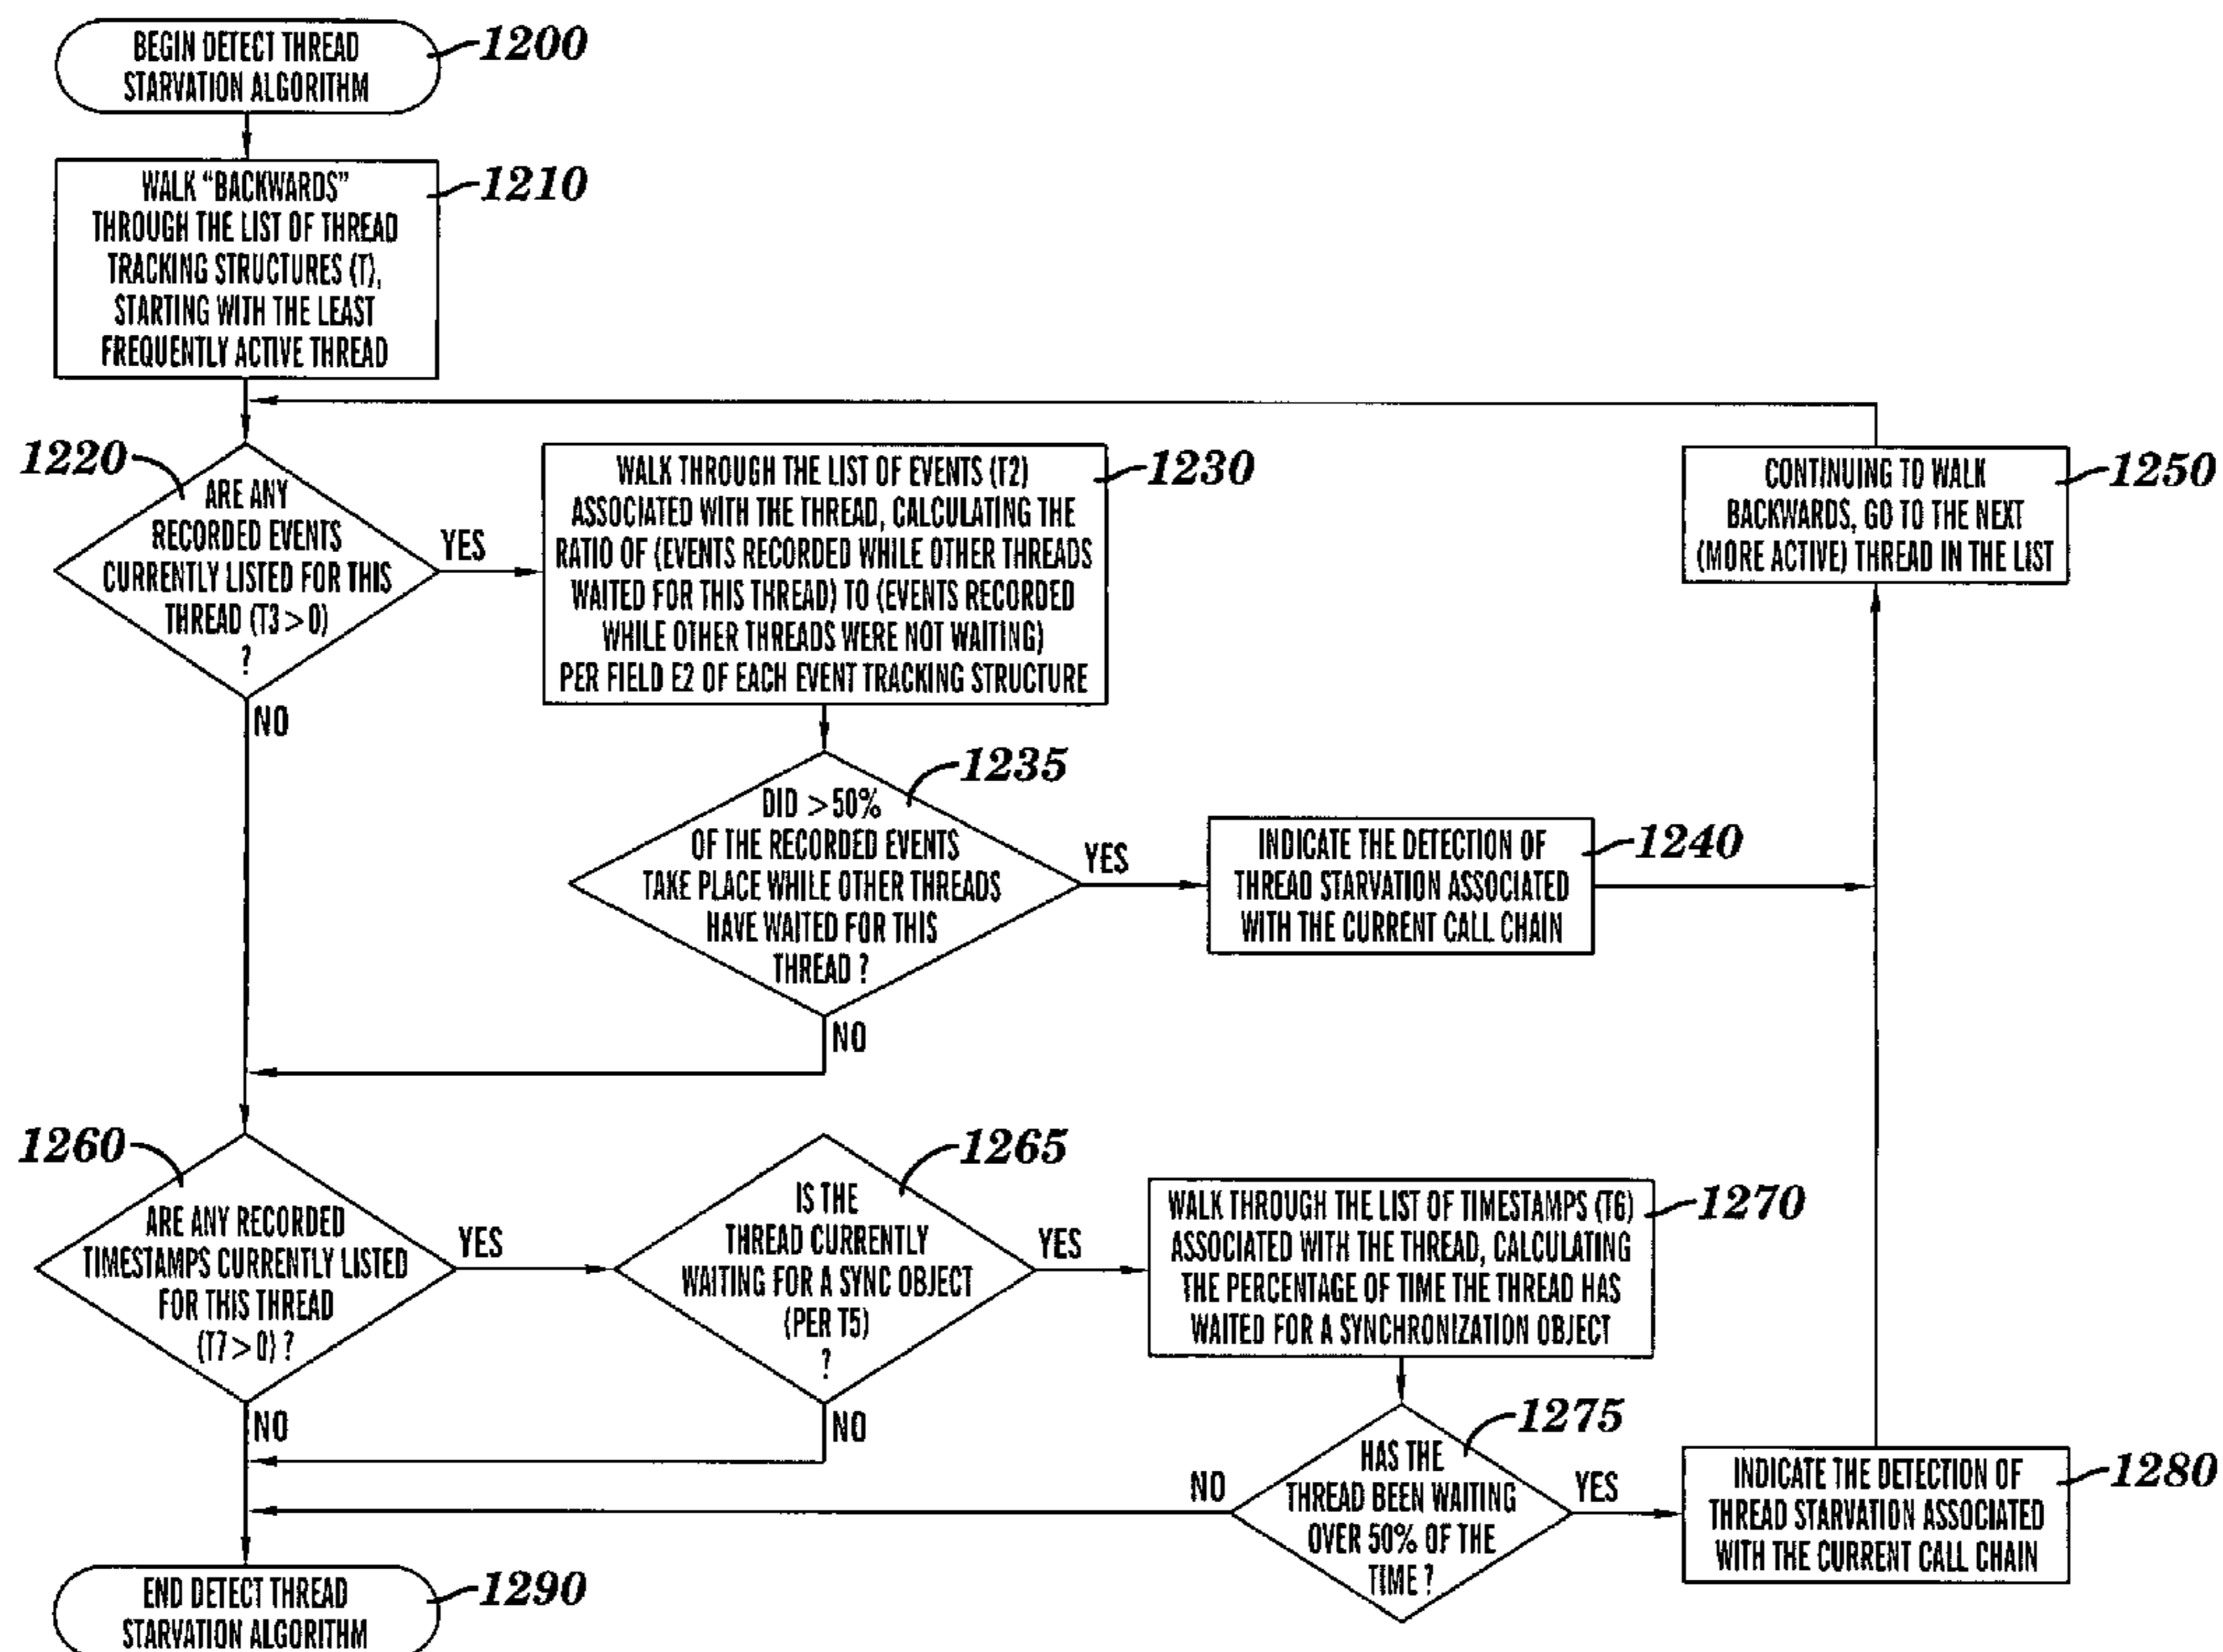 BEGIN DETECT THREAD
STARVATION ALGORITHM
1200
WALK "BACKWARDS"
THROUGH THE LIST OF THREAD
TRACKING STRUCTURES (T),
STARTING WITH THE LEAST
FREQUENTLY ACTIVE THREAD
1210
1220
ARE ANY
RECORDED EVENTS
CURRENTLY LISTED FOR THIS
THREAD (T3 > 0)
?
YES
NO
WALK THROUGH THE LIST OF EVENTS (T2)
ASSOCIATED WITH THE THREAD, CALCULATING THE
RATIO OF (EVENTS RECORDED WHILE OTHER THREADS
WAITED FOR THIS THREAD) TO (EVENTS RECORDED
WHILE OTHER THREADS WERE NOT WAITING)
PER FIELD E2 OF EACH EVENT TRACKING STRUCTURE
1230
CONTINUING TO WALK
BACKWARDS, GO TO THE NEXT
(MORE ACTIVE) THREAD IN THE LIST
1250
1235
DID > 50%
OF THE RECORDED EVENTS
TAKE PLACE WHILE OTHER THREADS
HAVE WAITED FOR THIS
THREAD ?
YES
NO
INDICATE THE DETECTION OF
THREAD STARVATION ASSOCIATED
WITH THE CURRENT CALL CHAIN
1240
1260
ARE ANY RECORDED
TIMESTAMPS CURRENTLY LISTED
FOR THIS THREAD
(T7 > 0) ?
YES
NO
1265
IS THE
THREAD CURRENTLY
WAITING FOR A SYNC OBJECT
(PER T5)
?
YES
NO
WALK THROUGH THE LIST OF TIMESTAMPS (T6)
ASSOCIATED WITH THE THREAD, CALCULATING
THE PERCENTAGE OF TIME THE THREAD HAS
WAITED FOR A SYNCHRONIZATION OBJECT
1270
1275
HAS THE
THREAD BEEN WAITING
OVER 50% OF THE
TIME ?
NO
YES
INDICATE THE DETECTION OF
THREAD STARVATION ASSOCIATED
WITH THE CURRENT CALL CHAIN
1280
END DETECT THREAD
STARVATION ALGORITHM
1290